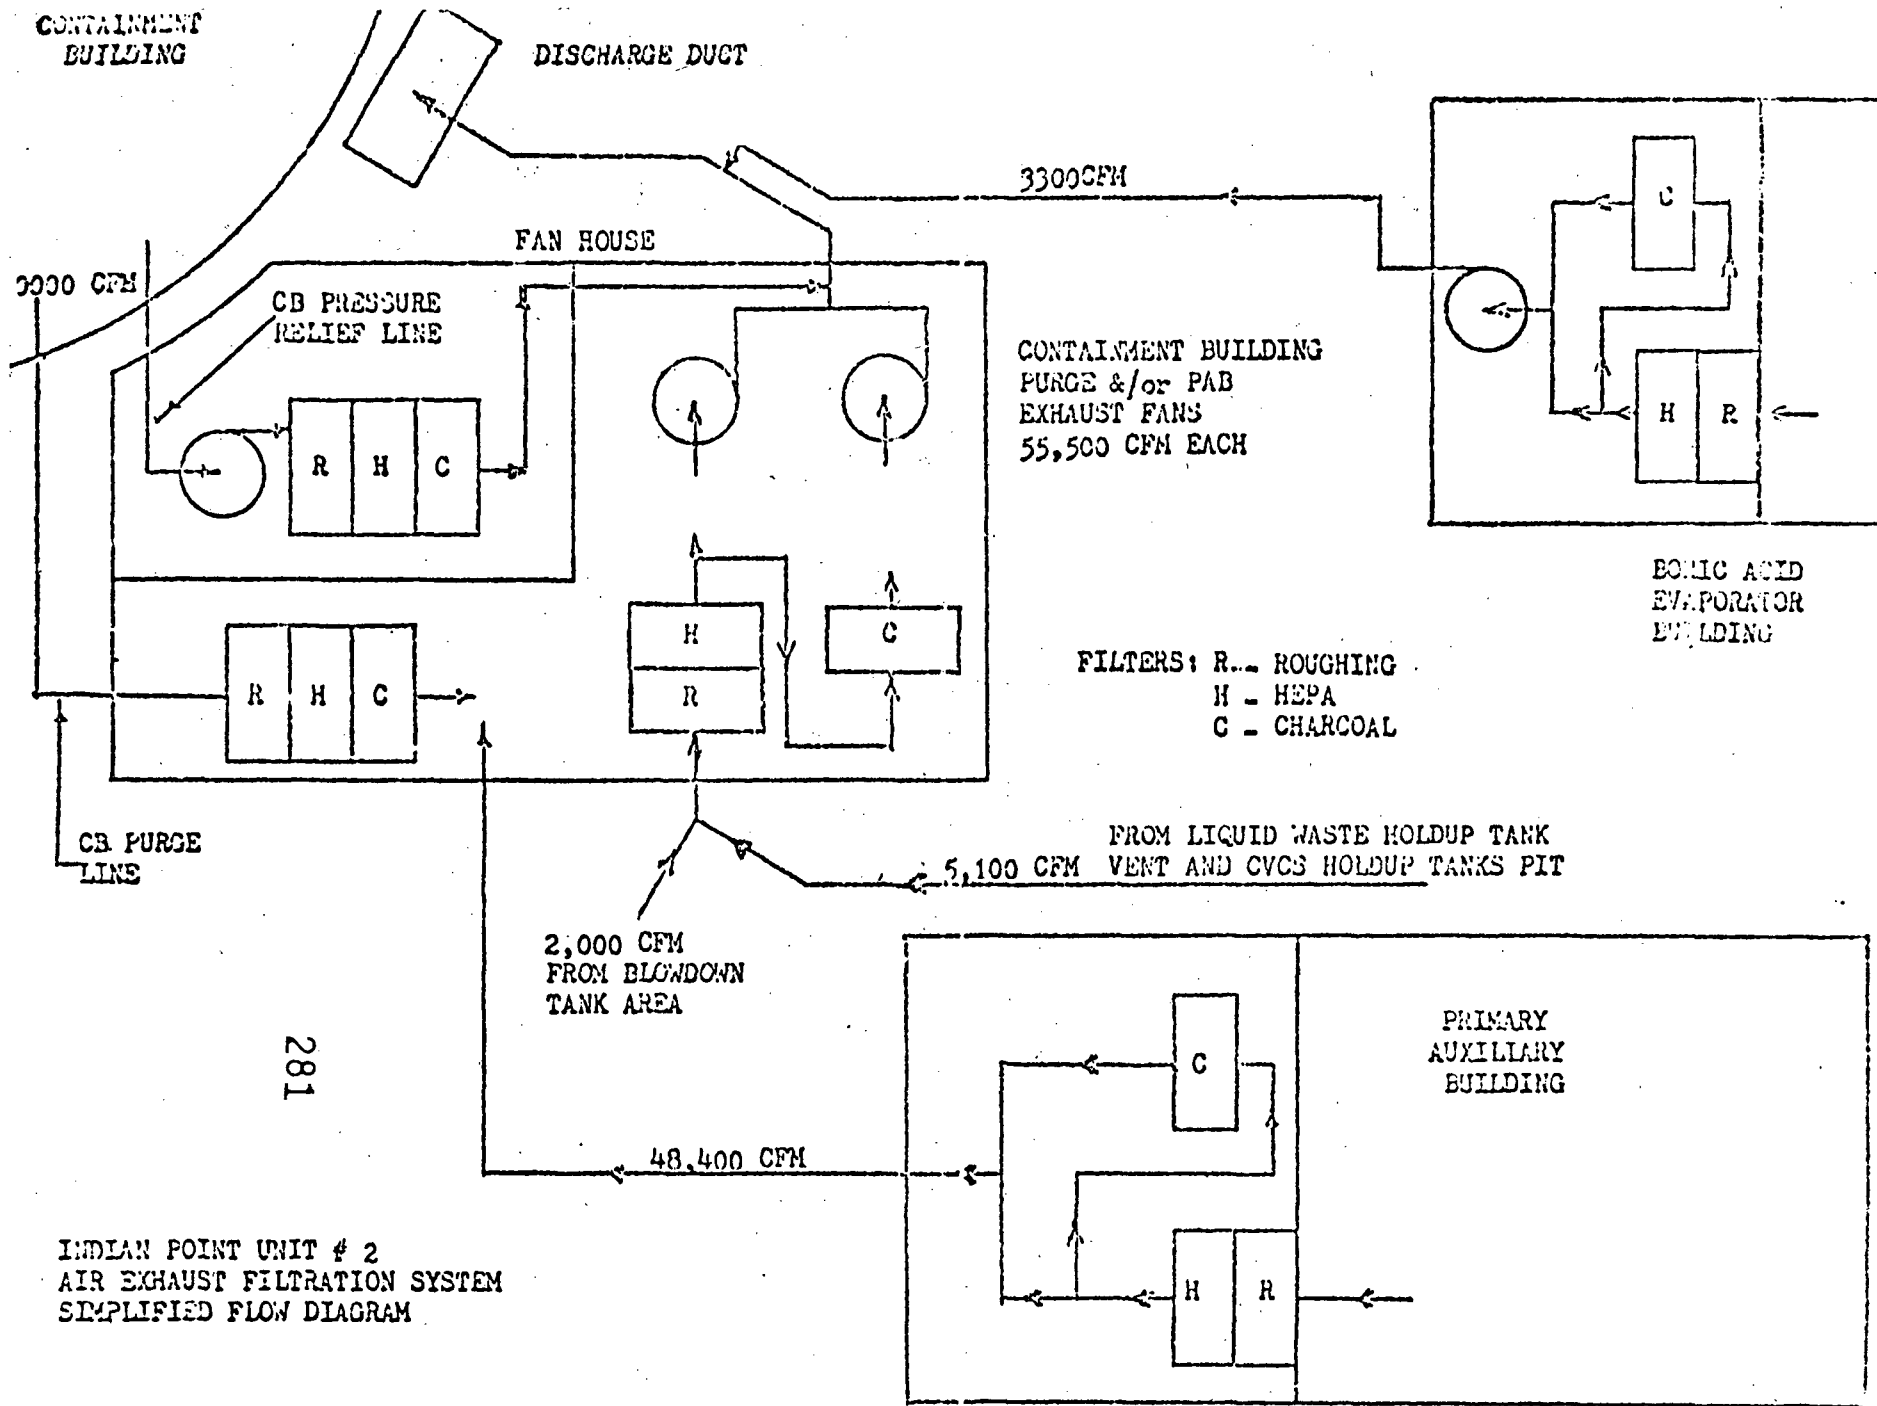 CONTAINMENT
BUILDING
DISCHARGE DUCT
3300CFM
C
H R
BORIC ACID
EVAPORATOR
BUILDING
FAN HOUSE
CFM
CB PRESSURE
RELIEF LINE
R H C
CONTAINMENT BUILDING
PURGE &/or PAB
EXHAUST FANS
55,500 CFM EACH
R H C
H
R
C
FILTERS: R - ROUGHING
H - HEPA
C - CHARCOAL
CB PURGE
LINE
FROM LIQUID WASTE HOLDUP TANK
5,100 CFM VENT AND CVCS HOLDUP TANKS PIT
2,000 CFM
FROM BLOWDOWN
TANK AREA
281
PRIMARY
AUXILIARY
BUILDING
C
48,400 CFM
H R
INDIAN POINT UNIT # 2
AIR EXHAUST FILTRATION SYSTEM
SIMPLIFIED FLOW DIAGRAM